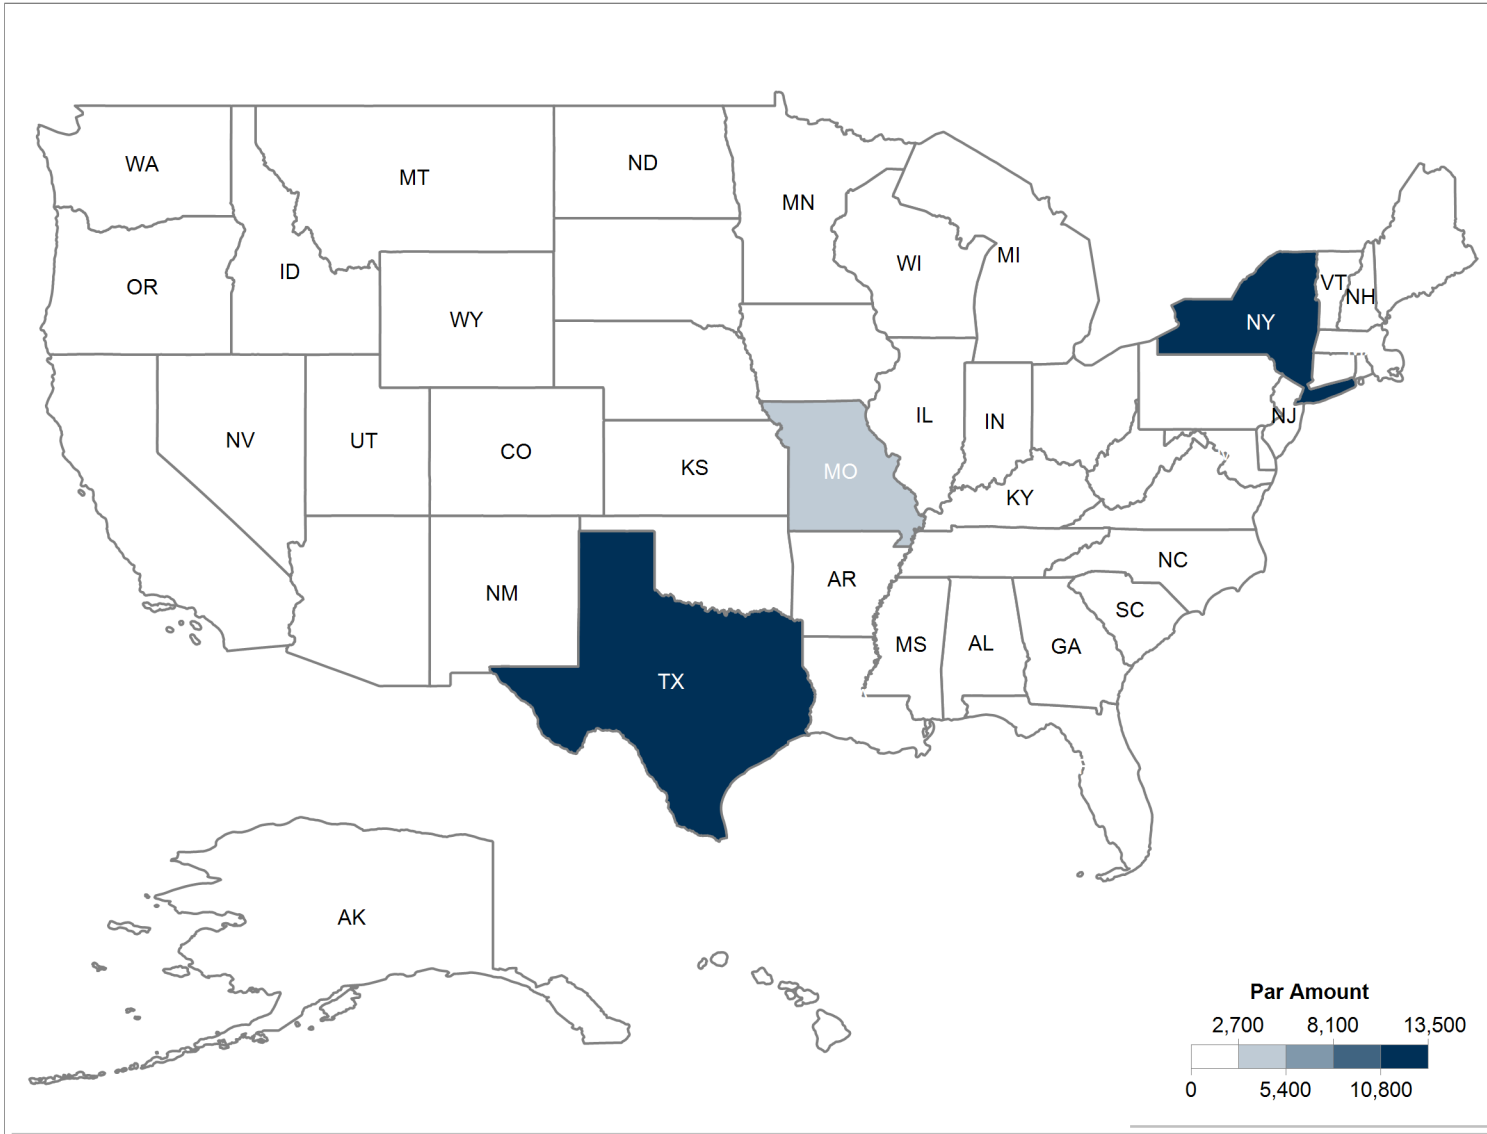 WA
MT
ND
MN
OR
ID
WY
WI
MI
VT
NH
NY
NV
UT
CO
KS
MO
IL
IN
NJ
KY
NM
AR
NC
TX
MS
AL
GA
SC
AK
Par Amount
2,700 8,100 13,500
0 5,400 10,800